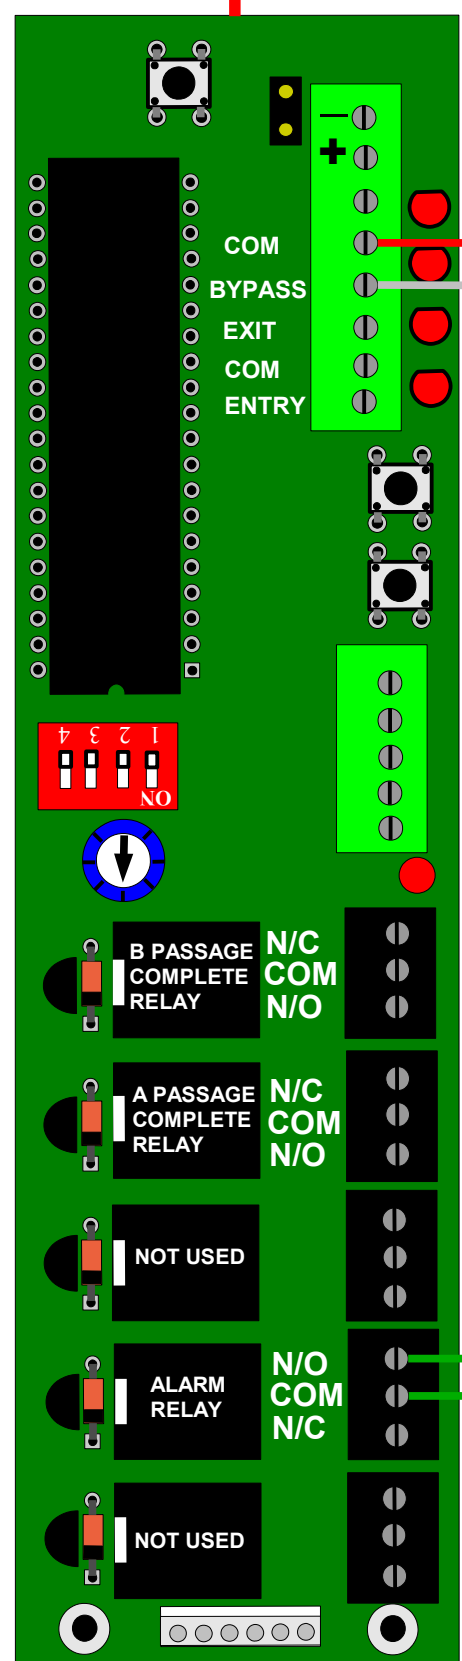 −
+
COM
BYPASS
EXIT
COM
ENTRY
4 3 2 1
ON
B PASSAGE
COMPLETE
RELAY
N/C
COM
N/O
A PASSAGE
COMPLETE
RELAY
N/C
COM
N/O
NOT USED
ALARM
RELAY
N/O
COM
N/C
NOT USED